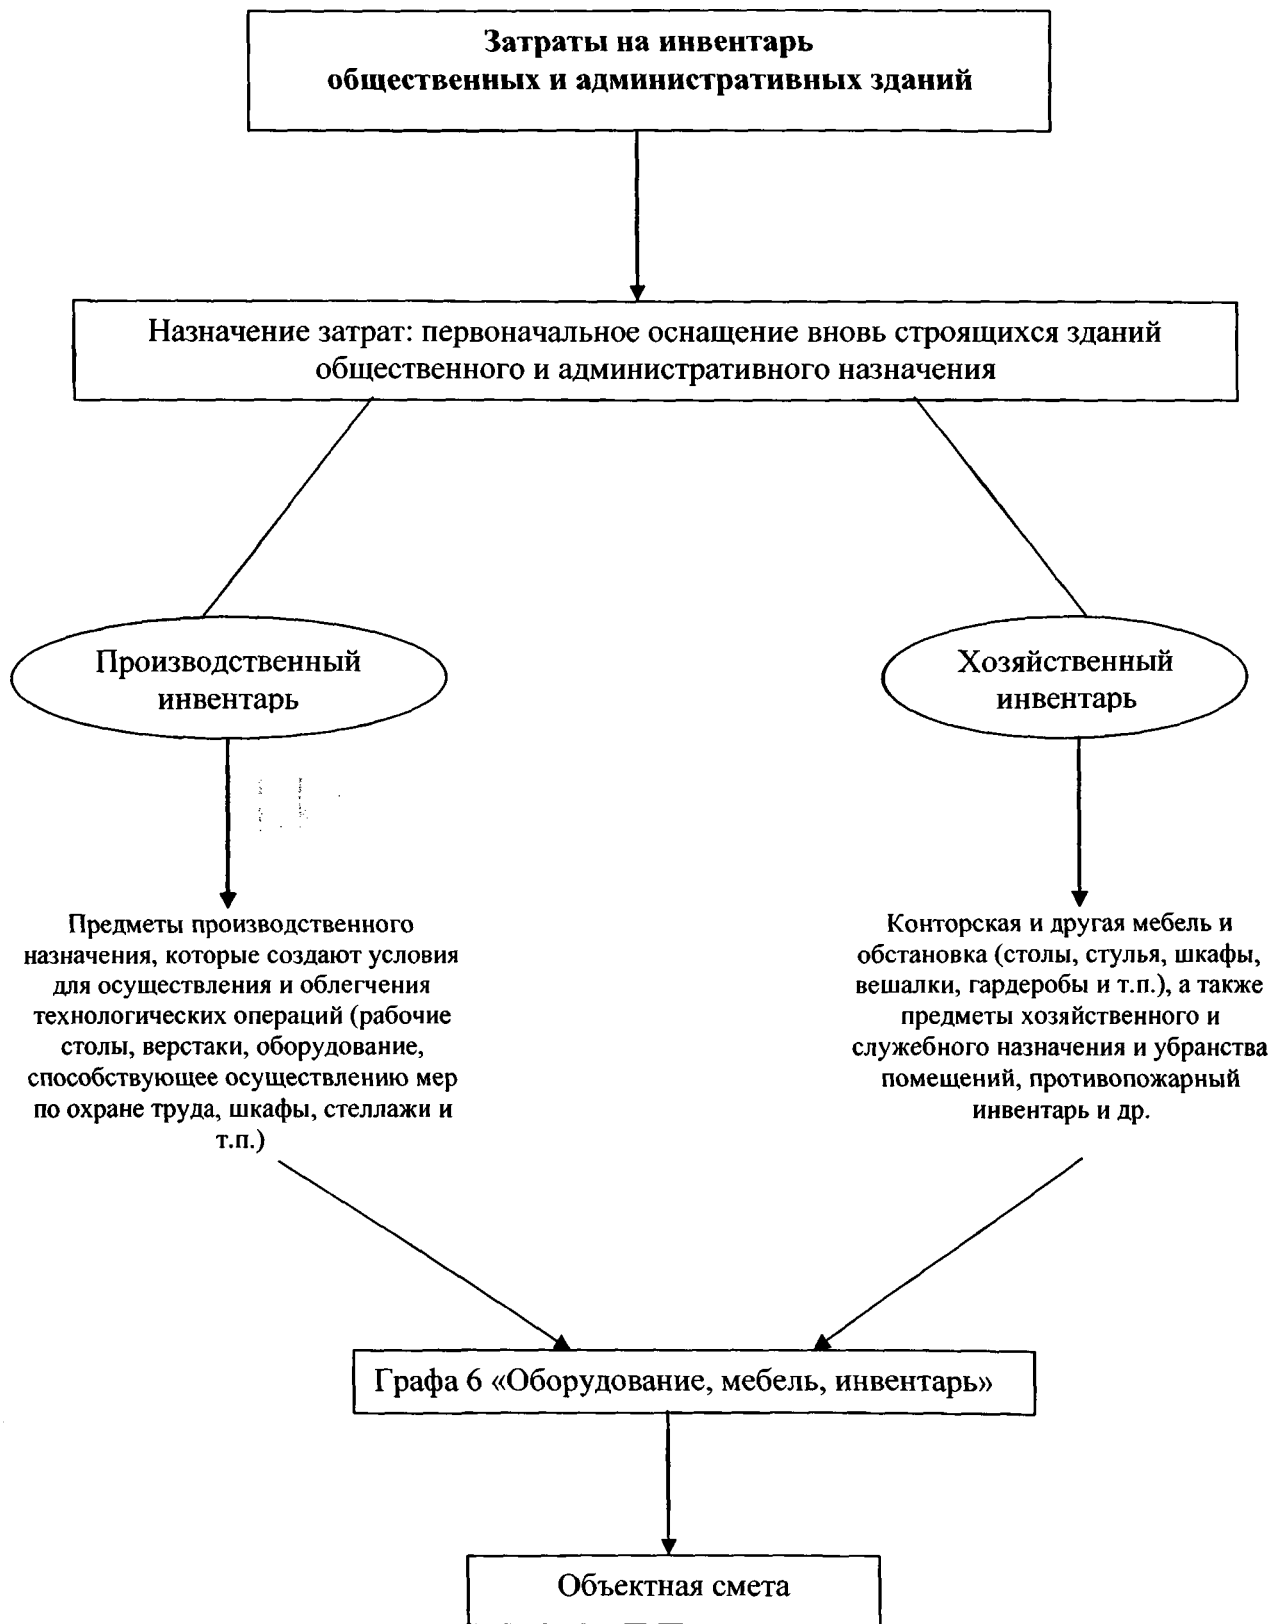 Затраты на инвентарь
общественных и административных зданий
Назначение затрат: первоначальное оснащение вновь строящихся зданий
общественного и административного назначения
Производственный
инвентарь
Хозяйственный
инвентарь
Предметы производственного
назначения, которые создают условия
для осуществления и облегчения
технологических операций (рабочие
столы, верстаки, оборудование,
способствующее осуществлению мер
по охране труда, шкафы, стеллажи и
т.п.)
Конторская и другая мебель и
обстановка (столы, стулья, шкафы,
вешалки, гардеробы и т.п.), а также
предметы хозяйственного и
служебного назначения и убранства
помещений, противопожарный
инвентарь и др.
Графа 6 «Оборудование, мебель, инвентарь»
Объектная смета